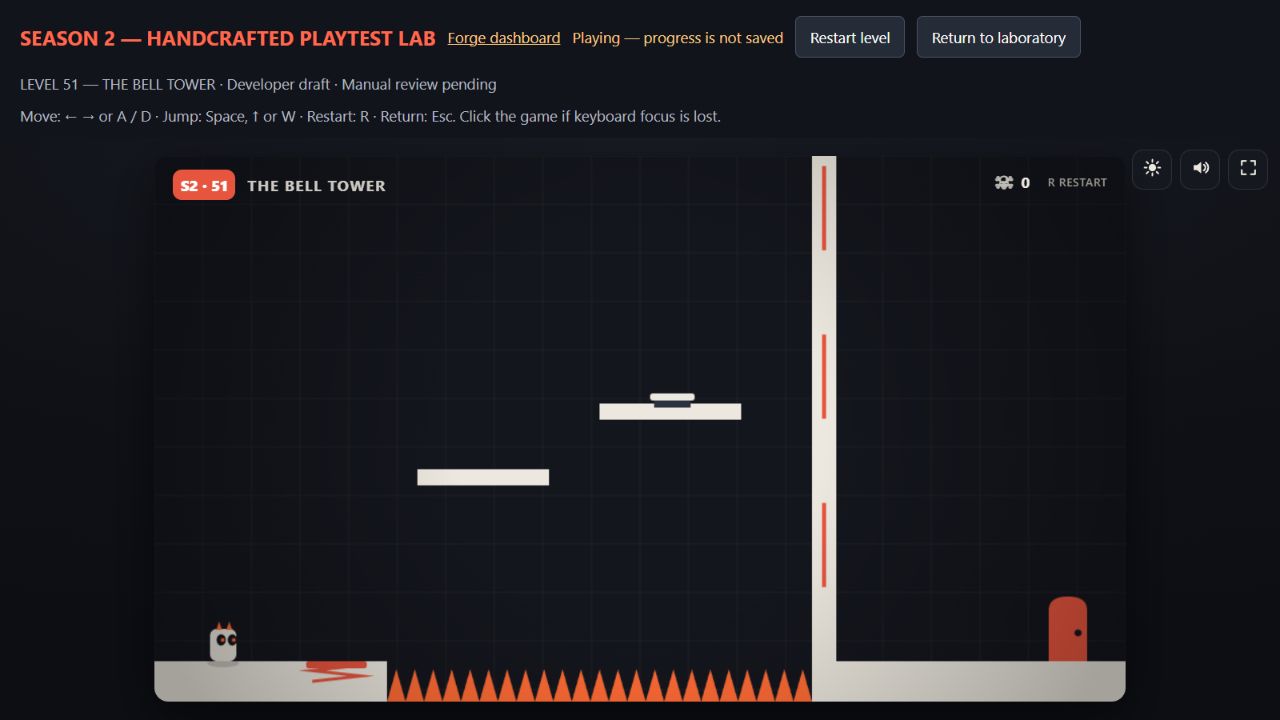 SEASON 2 — HANDCRAFTED PLAYTEST LAB Forge dashboard Playing — progress is not saved Restart level Return to laboratory
LEVEL 51 — THE BELL TOWER · Developer draft · Manual review pending
Move: ← → or A / D · Jump: Space, ↑ or W · Restart: R · Return: Esc. Click the game if keyboard focus is lost.
S2 · 51 THE BELL TOWER 0 R RESTART